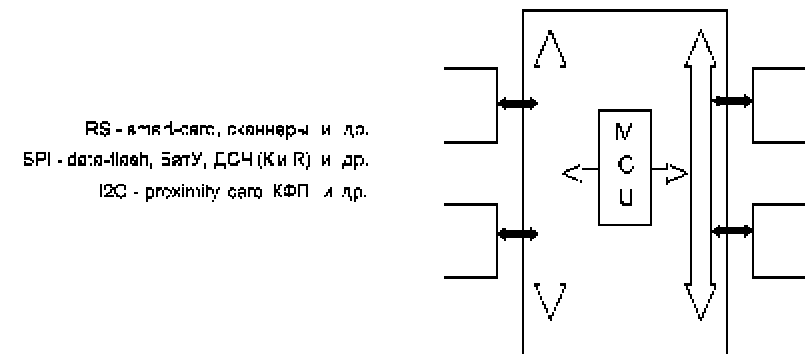 RS - smart-card, сканнеры и др.
SPI - data-flash, БатУ, ДСЧ (К и R) и др.
I2C - proximity card КФП и др.
M
C
U